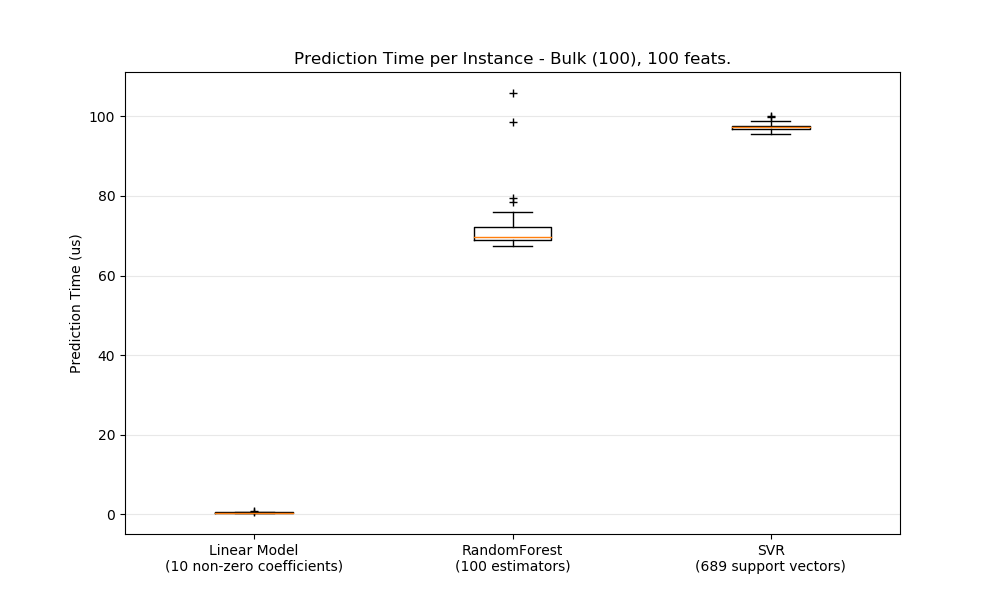 Prediction Time per Instance - Bulk (100), 100 feats.
Prediction Time (us)
100
80
60
40
20
0
Linear Model
(10 non-zero coefficients)
RandomForest
(100 estimators)
SVR
(689 support vectors)